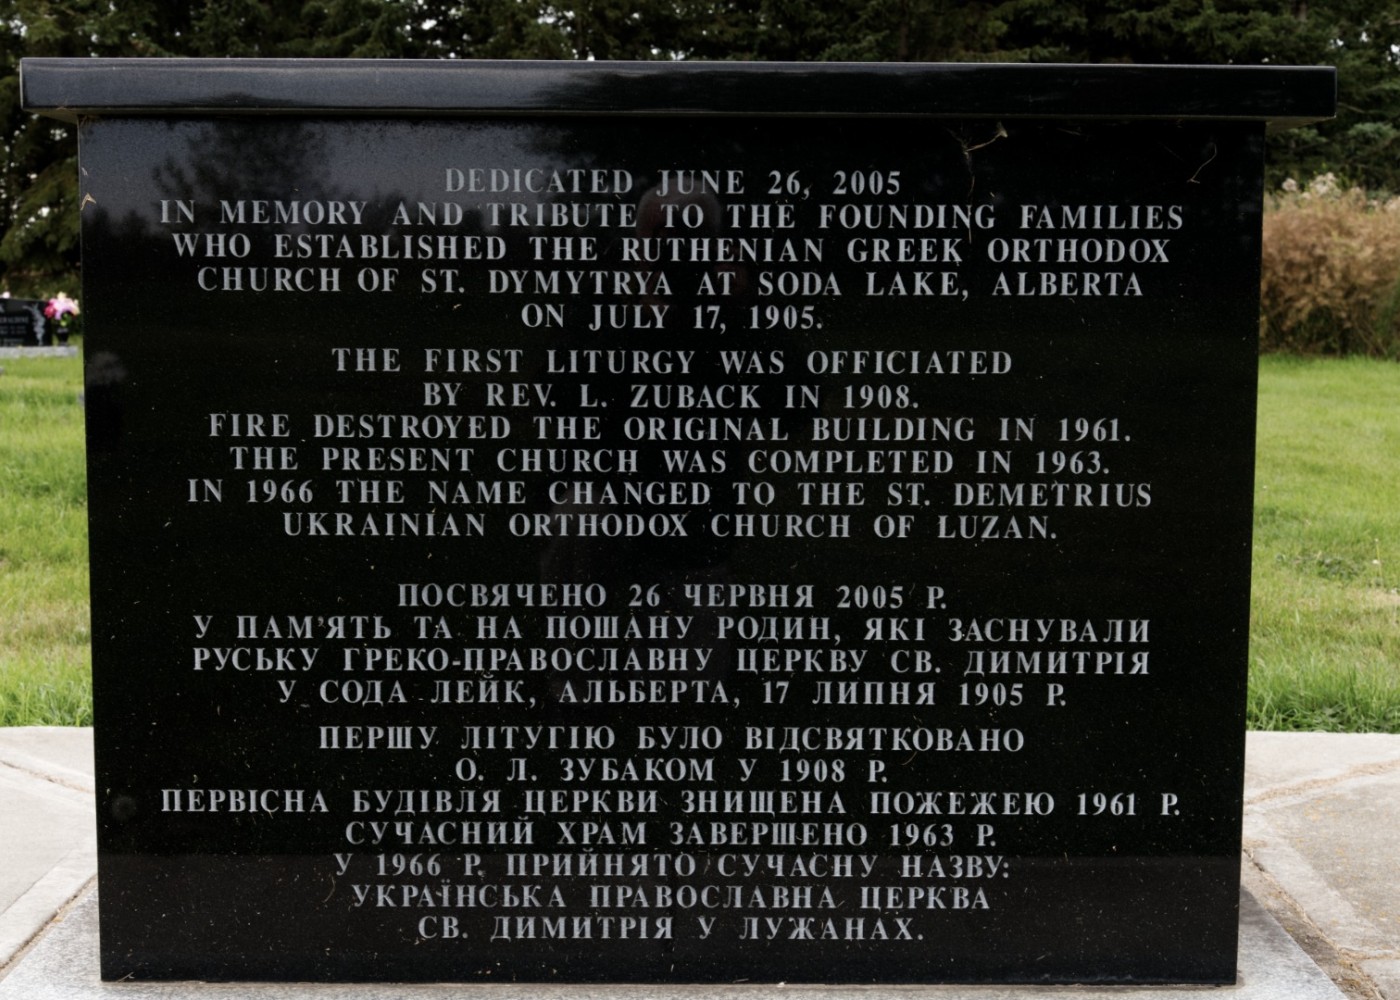 DEDICATED JUNE 26, 2005
IN MEMORY AND TRIBUTE TO THE FOUNDING FAMILIES
WHO ESTABLISHED THE RUTHENIAN GREEK ORTHODOX
CHURCH OF ST. DYMYTRYA AT SODA LAKE, ALBERTA
ON JULY 17, 1905.
THE FIRST LITURGY WAS OFFICIATED
BY REV. L. ZUBACK IN 1908.
FIRE DESTROYED THE ORIGINAL BUILDING IN 1961.
THE PRESENT CHURCH WAS COMPLETED IN 1963.
IN 1966 THE NAME CHANGED TO THE ST. DEMETRIUS
UKRAINIAN ORTHODOX CHURCH OF LUZAN.
ПОСВЯЧЕНО 26 ЧЕРВНЯ 2005 Р.
У ПАМ'ЯТЬ ТА НА ПОШАНУ РОДИН, ЯКІ ЗАСНУВАЛИ
РУСЬКУ ГРЕКО-ПРАВОСЛАВНУ ЦЕРКВУ СВ. ДИМИТРІЯ
У СОДА ЛЕЙК, АЛЬБЕРТА, 17 ЛИПНЯ 1905 Р.
ПЕРШУ ЛІТУГІЮ БУЛО ВІДСВЯТКОВАНО
О. Л. ЗУБАКОМ У 1908 Р.
ПЕРВІСНА БУДІВЛЯ ЦЕРКВИ ЗНИЩЕНА ПОЖЕЖЕЮ 1961 Р.
СУЧАСНИЙ ХРАМ ЗАВЕРШЕНО 1963 Р.
У 1966 Р. ПРИЙНЯТО СУЧАСНУ НАЗВУ:
УКРАЇНСЬКА ПРАВОСЛАВНА ЦЕРКВА
СВ. ДИМИТРІЯ У ЛУЖАНАХ.